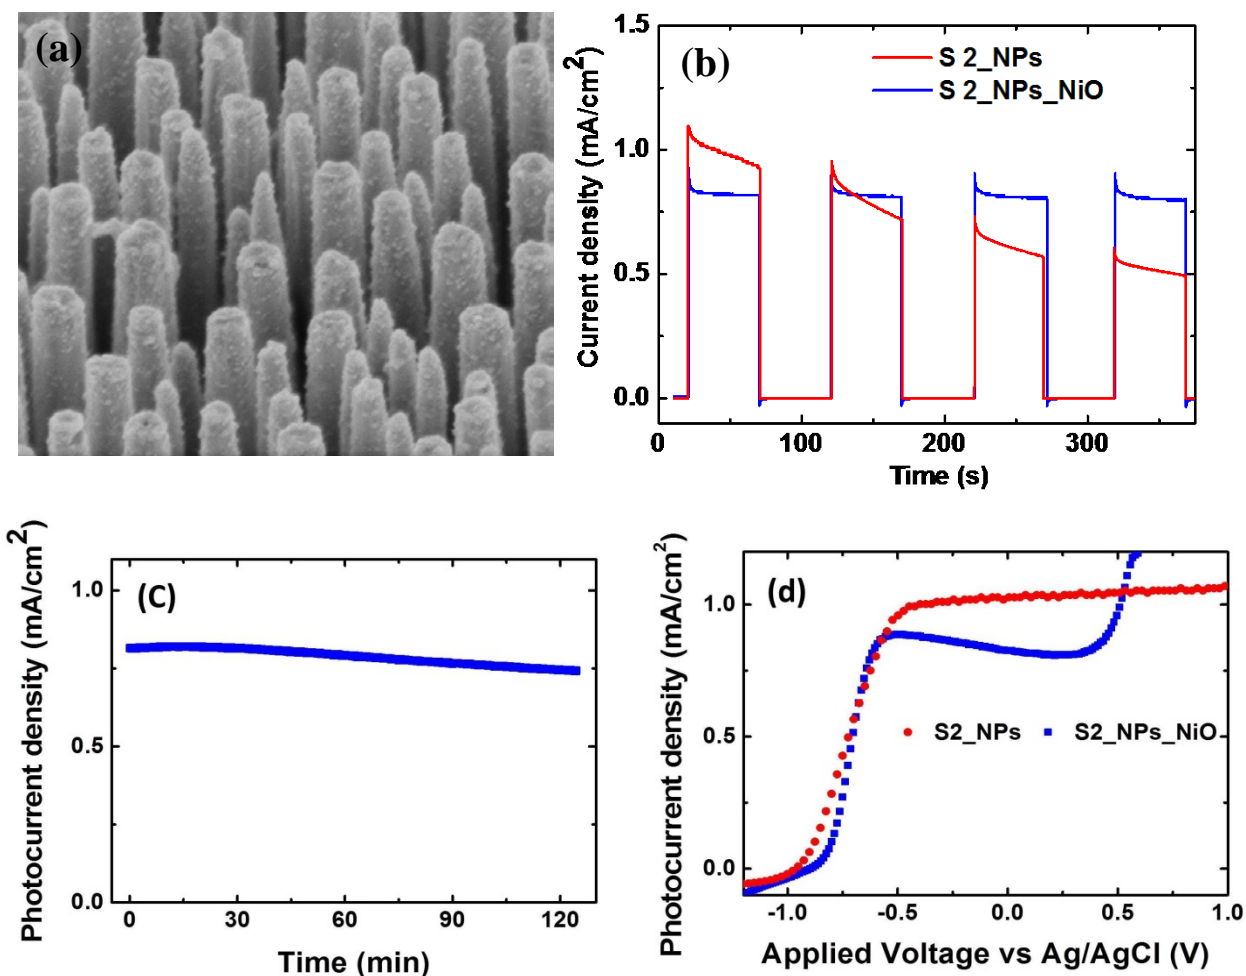 (a)
(b)
S 2_NPs
S 2_NPs_NiO
Current density (mA/cm2)
1.5
1.0
0.5
0.0
0 100 200 300
Time (s)
(C)
Photocurrent density (mA/cm2)
1.0
0.5
0.0
0 30 60 90 120
Time (min)
(d)
Photocurrent density (mA/cm2)
1.0
0.5
0.0
S2_NPs S2_NPs_NiO
-1.0 -0.5 0.0 0.5 1.0
Applied Voltage vs Ag/AgCl (V)